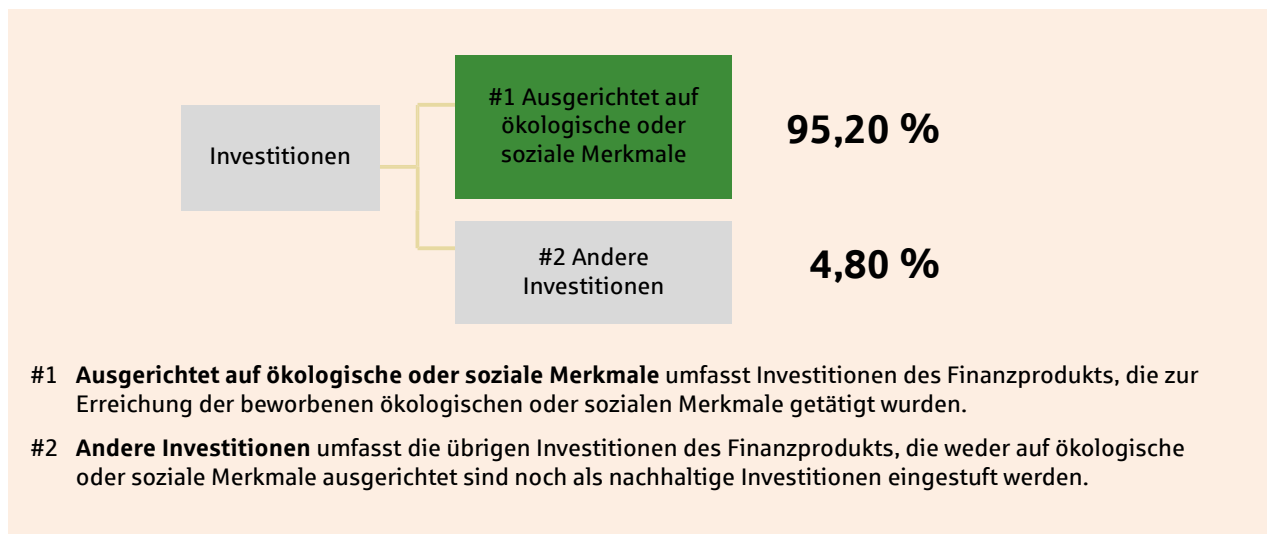 #1 Ausgerichtet auf
ökologische oder
soziale Merkmale
95,20 %
Investitionen
#2 Andere
Investitionen
4,80 %
#1 Ausgerichtet auf ökologische oder soziale Merkmale umfasst Investitionen des Finanzprodukts, die zur
Erreichung der beworbenen ökologischen oder sozialen Merkmale getätigt wurden.
#2 Andere Investitionen umfasst die übrigen Investitionen des Finanzprodukts, die weder auf ökologische
oder soziale Merkmale ausgerichtet sind noch als nachhaltige Investitionen eingestuft werden.